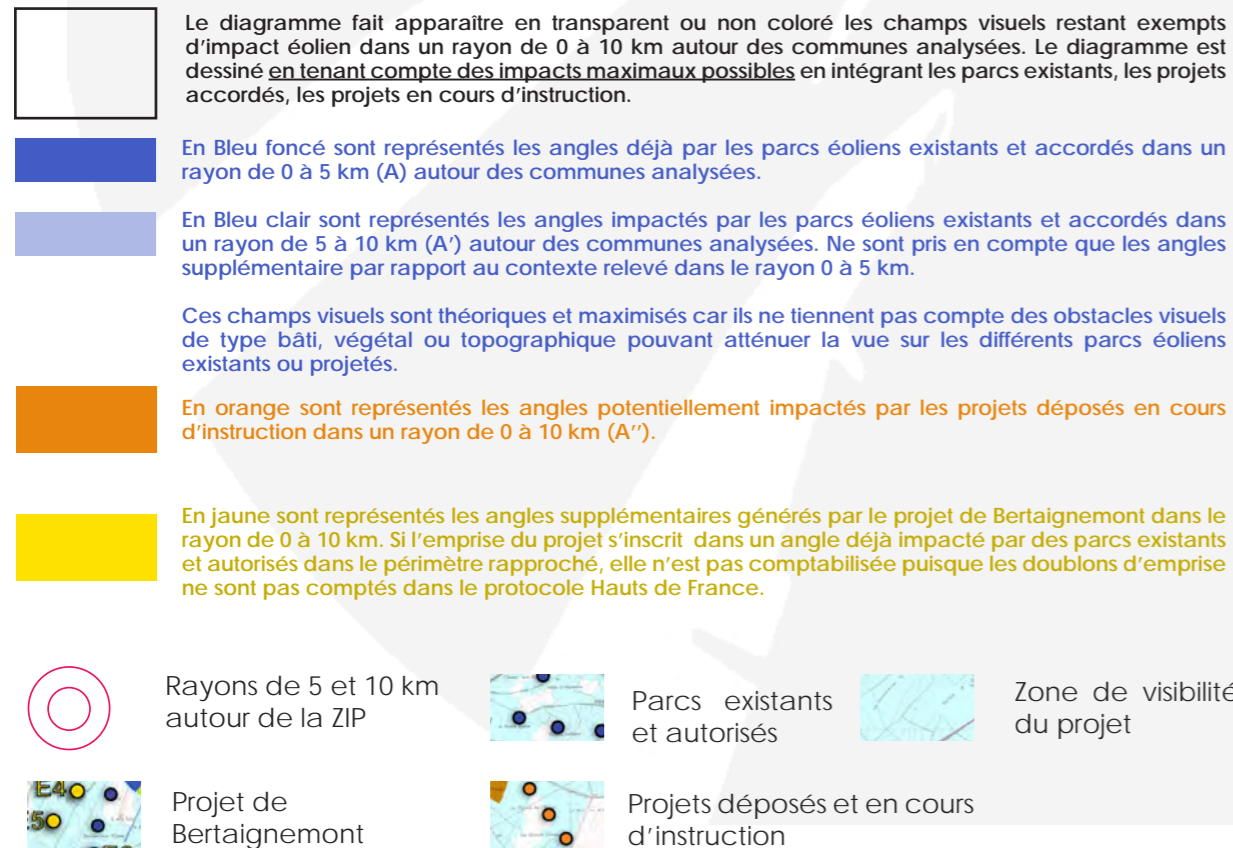 Le diagramme fait apparaître en transparent ou non coloré les champs visuels restant exempts
d'impact éolien dans un rayon de 0 à 10 km autour des communes analysées. Le diagramme est
dessiné en tenant compte des impacts maximaux possibles en intégrant les parcs existants, les projets
accordés, les projets en cours d'instruction.
En Bleu foncé sont représentés les angles déjà par les parcs éoliens existants et accordés dans un
rayon de 0 à 5 km (A) autour des communes analysées.
En Bleu clair sont représentés les angles impactés par les parcs éoliens existants et accordés dans
un rayon de 5 à 10 km (A') autour des communes analysées. Ne sont pris en compte que les angles
supplémentaire par rapport au contexte relevé dans le rayon 0 à 5 km.
Ces champs visuels sont théoriques et maximisés car ils ne tiennent pas compte des obstacles visuels
de type bâti, végétal ou topographique pouvant atténuer la vue sur les différents parcs éoliens
existants ou projetés.
En orange sont représentés les angles potentiellement impactés par les projets déposés en cours
d'instruction dans un rayon de 0 à 10 km (A'').
En jaune sont représentés les angles supplémentaires générés par le projet de Bertaignemont dans le
rayon de 0 à 10 km. Si l'emprise du projet s'inscrit dans un angle déjà impacté par des parcs existants
et autorisés dans le périmètre rapproché, elle n'est pas comptabilisée puisque les doublons d'emprise
ne sont pas comptés dans le protocole Hauts de France.
Rayons de 5 et 10 km
autour de la ZIP
Parcs existants
et autorisés
Zone de visibilité
du projet
E4
Projet de
Bertaignemont
Projets déposés et en cours
d'instruction